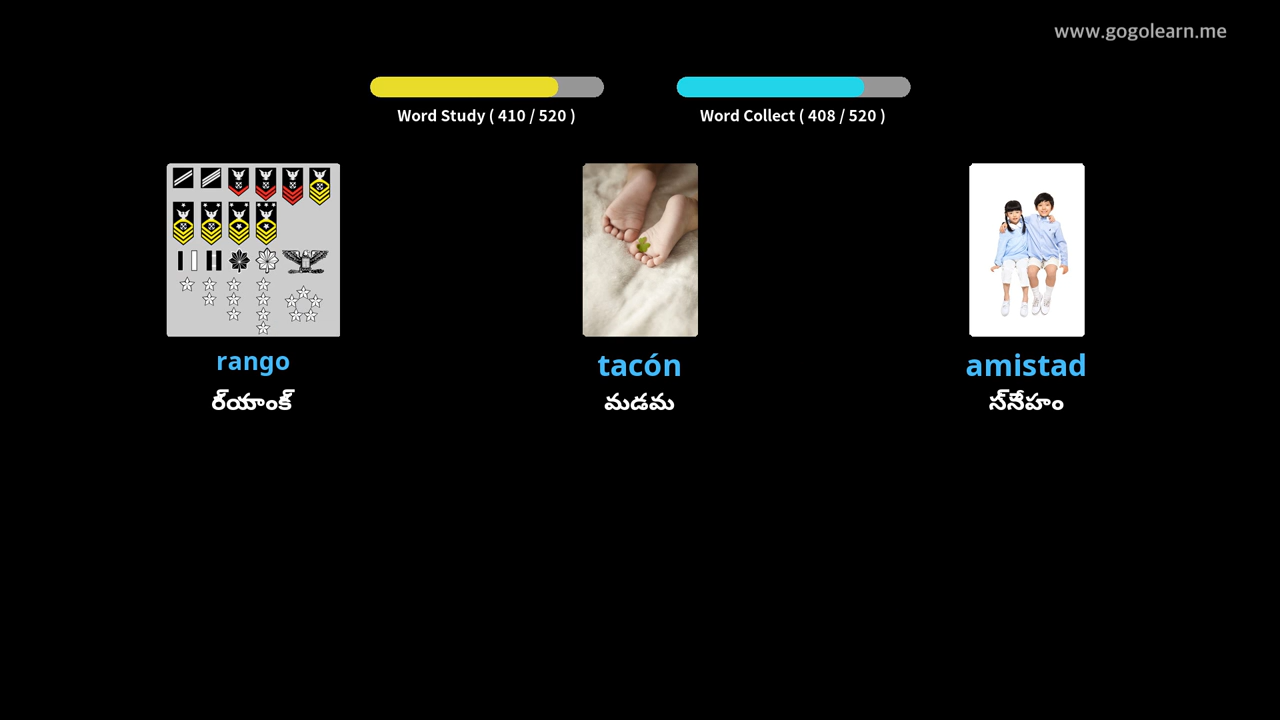 www.gogolearn.me
Word Study ( 410 / 520 )
Word Collect ( 408 / 520 )
rango
tacón
amistad
ర్యాంక్
మడమ
స్నేహం